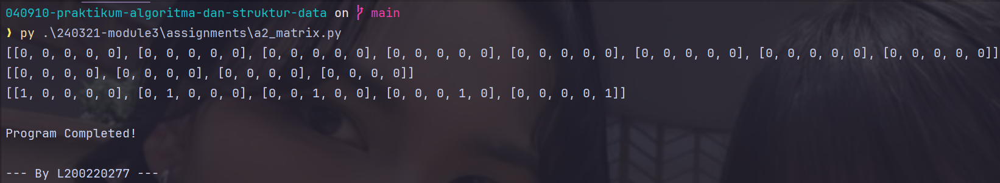 040910-praktikum-algoritma-dan-struktur-data on main
❯ py .\240321-module3\assignments\a2_matrix.py
[[0, 0, 0, 0, 0], [0, 0, 0, 0, 0], [0, 0, 0, 0, 0], [0, 0, 0, 0, 0], [0, 0, 0, 0, 0], [0, 0, 0, 0, 0], [0, 0, 0, 0, 0], [0, 0, 0, 0, 0]]
[[0, 0, 0, 0], [0, 0, 0, 0], [0, 0, 0, 0], [0, 0, 0, 0]]
[[1, 0, 0, 0, 0], [0, 1, 0, 0, 0], [0, 0, 1, 0, 0], [0, 0, 0, 1, 0], [0, 0, 0, 0, 1]]
Program Completed!
--- By L200220277 ---